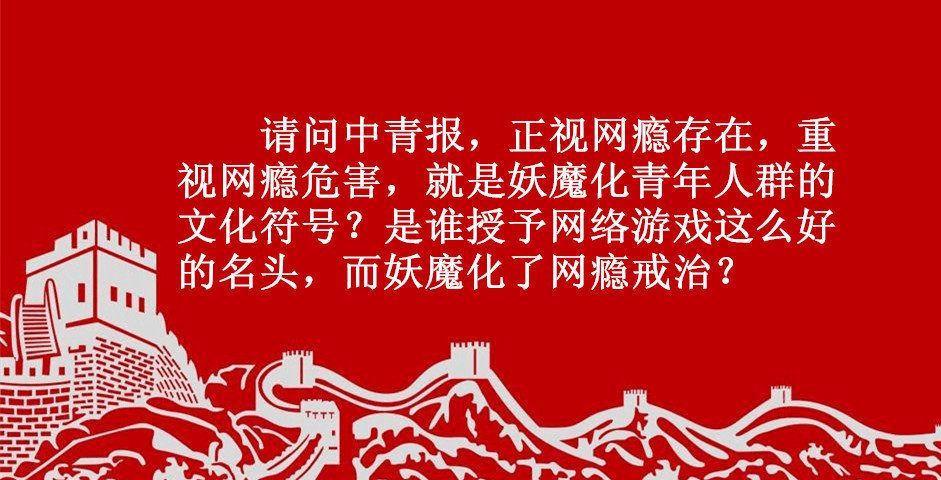 请问中青报，正视网瘾存在，重
视网瘾危害，就是妖魔化青年人群的
文化符号？是谁授予网络游戏这么好
的名头，而妖魔化了网瘾戒治？